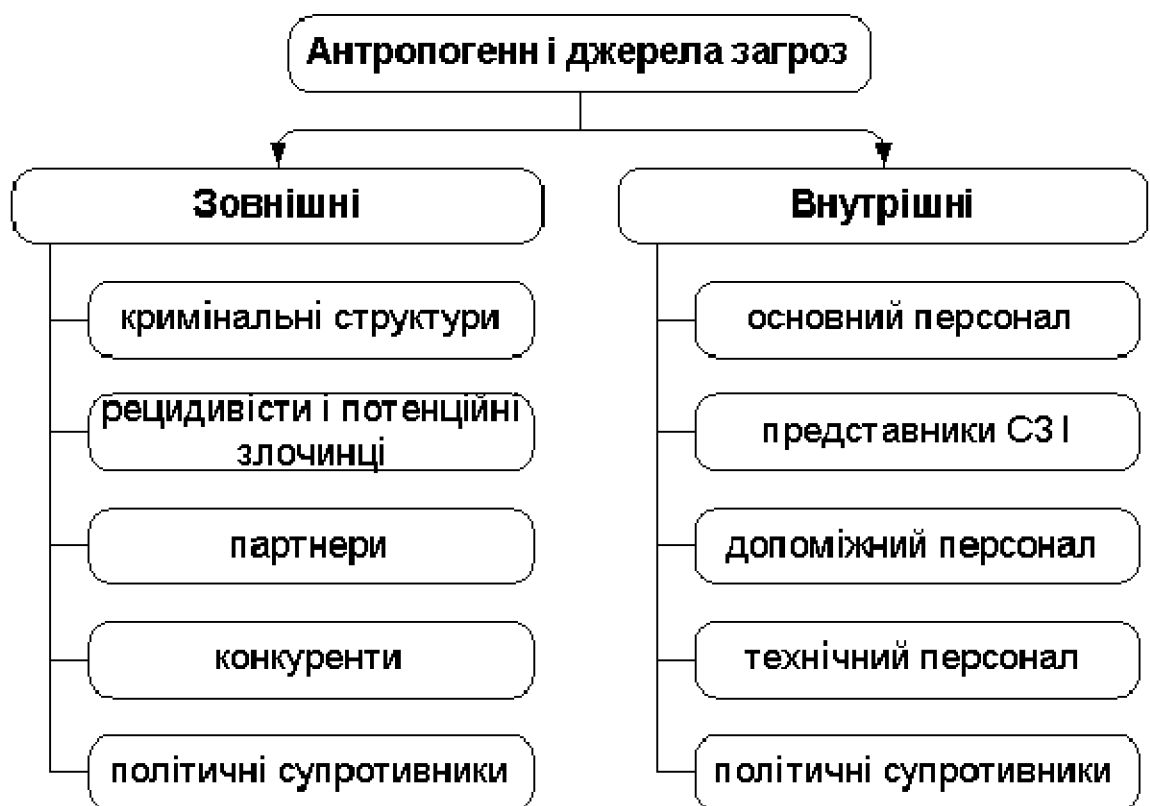 Антропогенн і джерела загроз
Зовнішні
кримінальні структури
рецидивісти і потенційні
злочинці
партнери
конкуренти
політичні супротивники
Внутрішні
основний персонал
представники СЗ І
допоміжний персонал
технічний персонал
політичні супротивники